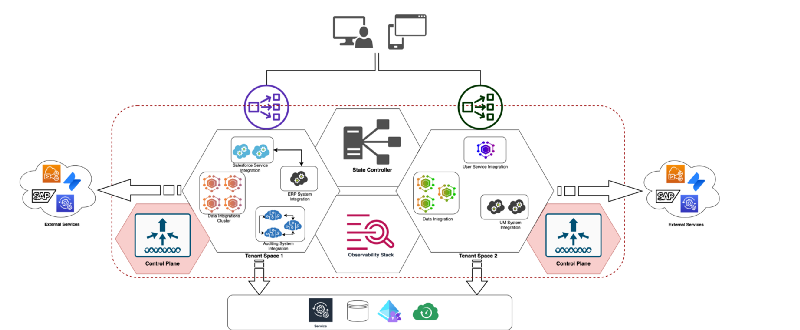 Salesforce Service
Integration
ERP System
Integration
Data Integrations
Cluster
Auditing System
Integration
Tenant Space 1
State Controller
Observability Stack
User Service Integration
Data Integration
UM System
Integration
Tenant Space 2
SAP
External Services
Control Plane
SAP
External Services
Control Plane
Service